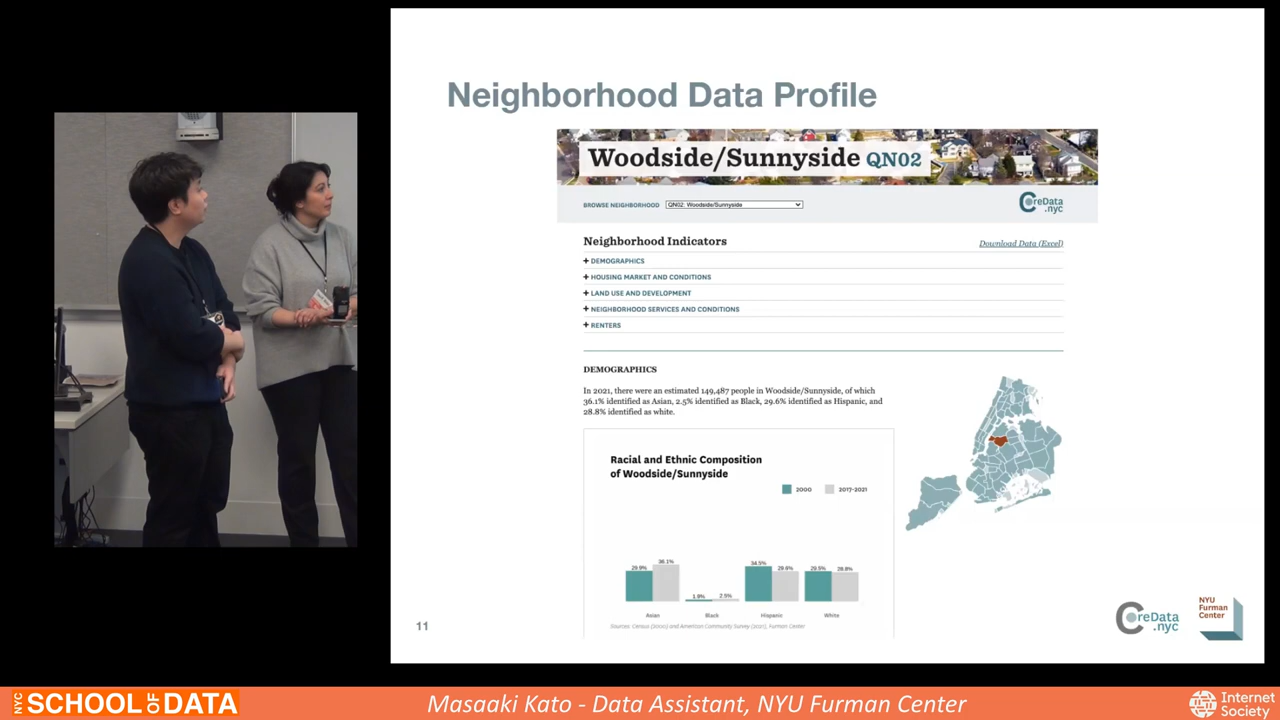 Neighborhood Data Profile
Woodside/Sunnyside QN02
BROWSE NEIGHBORHOOD
QN02: Woodside/Sunnyside
CoreData
.nyc
Neighborhood Indicators
Download Data (Excel)
+ DEMOGRAPHICS
+ HOUSING MARKET AND CONDITIONS
+ LAND USE AND DEVELOPMENT
+ NEIGHBORHOOD SERVICES AND CONDITIONS
+ RENTERS
DEMOGRAPHICS
In 2021, there were an estimated 149,487 people in Woodside/Sunnyside, of which
36.1% identified as Asian, 2.5% identified as Black, 29.6% identified as Hispanic, and
28.8% identified as white.
Racial and Ethnic Composition
of Woodside/Sunnyside
2000
2017-2021
29.9%
36.1%
1.9%
2.5%
34.5%
29.6%
29.5%
28.8%
Asian
Black
Hispanic
White
Sources: Census (2000) and American Community Survey (2021), Furman Center
11
CoreData
.nyc
NYU
Furman
Center
NYC
SCHOOL OF DATA
Masaaki Kato - Data Assistant, NYU Furman Center
Internet
Society